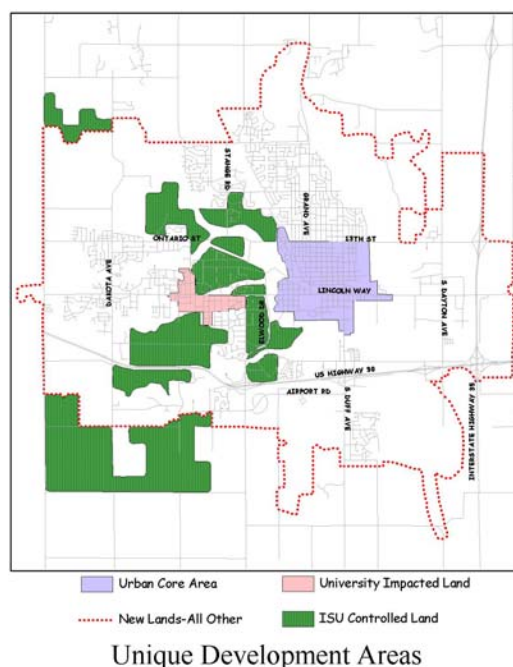 STANGE RD
GRAND AVE
ONTARIO ST
13TH ST
DAKOTA AVE
LINCOLN WAY
S DAYTON AVE
ELWOOD DR
US HIGHWAY 30
AIRPORT RD
S DUFF AVE
INTERSTATE HIGHWAY 35
Urban Core Area
University Impacted Land
New Lands-All Other
ISU Controlled Land
Unique Development Areas